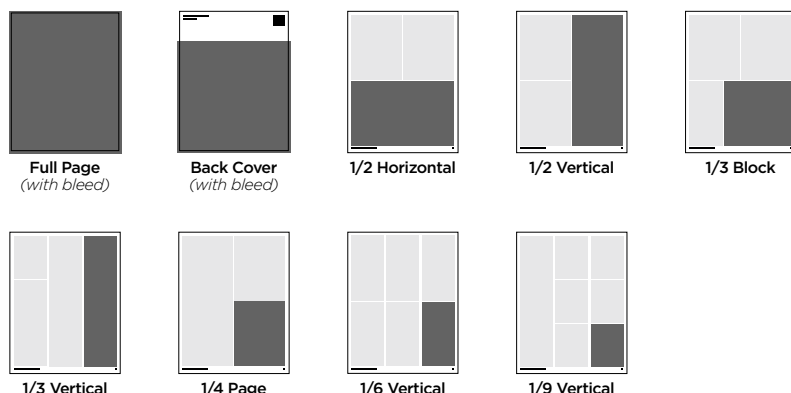 Full Page
(with bleed)
Back Cover
(with bleed)
1/2 Horizontal
1/2 Vertical
1/3 Block
1/3 Vertical
1/4 Page
1/6 Vertical
1/9 Vertical